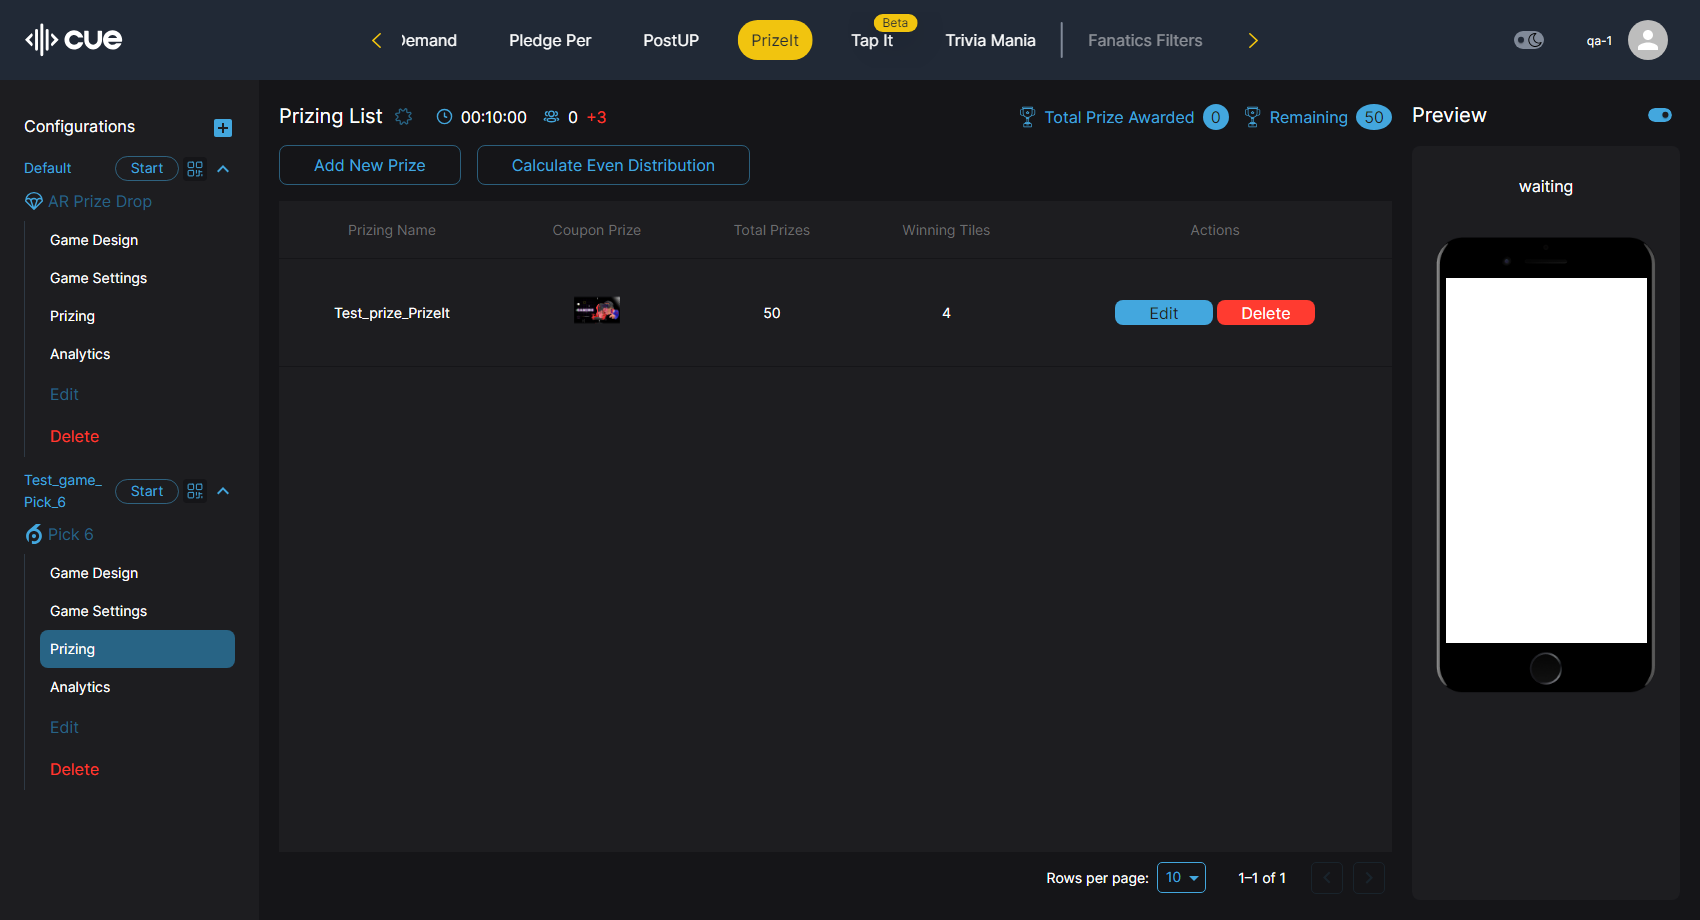 cue
Demand
Pledge Per
PostUP
PrizeIt
Beta
Tap It
Trivia Mania
Fanatics Filters
qa-1
Configurations
Default
Start
AR Prize Drop
Game Design
Game Settings
Prizing
Analytics
Edit
Delete
Test_game_
Pick_6
Start
Pick 6
Game Design
Game Settings
Prizing
Analytics
Edit
Delete
Prizing List 00:10:00 0 +3
Total Prize Awarded 0 Remaining 50
Add New Prize Calculate Even Distribution
Prizing Name Coupon Prize Total Prizes Winning Tiles Actions
Test_prize_PrizeIt 50 4 Edit Delete
Rows per page: 10 1–1 of 1
Preview
waiting